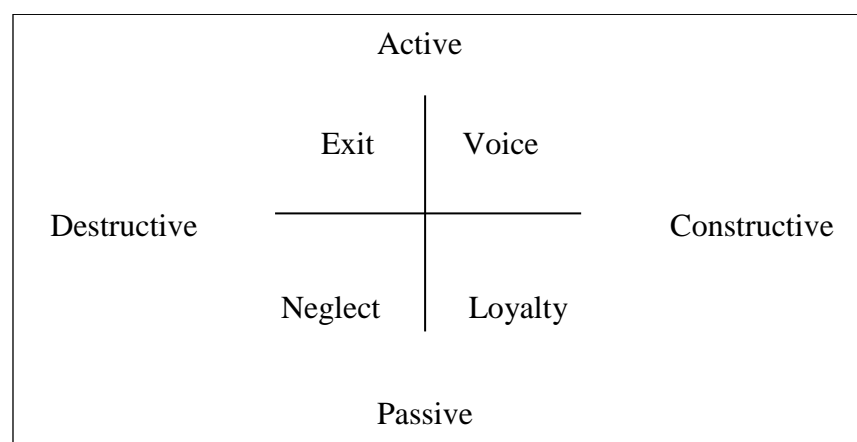 Active
Exit Voice
Destructive Constructive
Neglect Loyalty
Passive